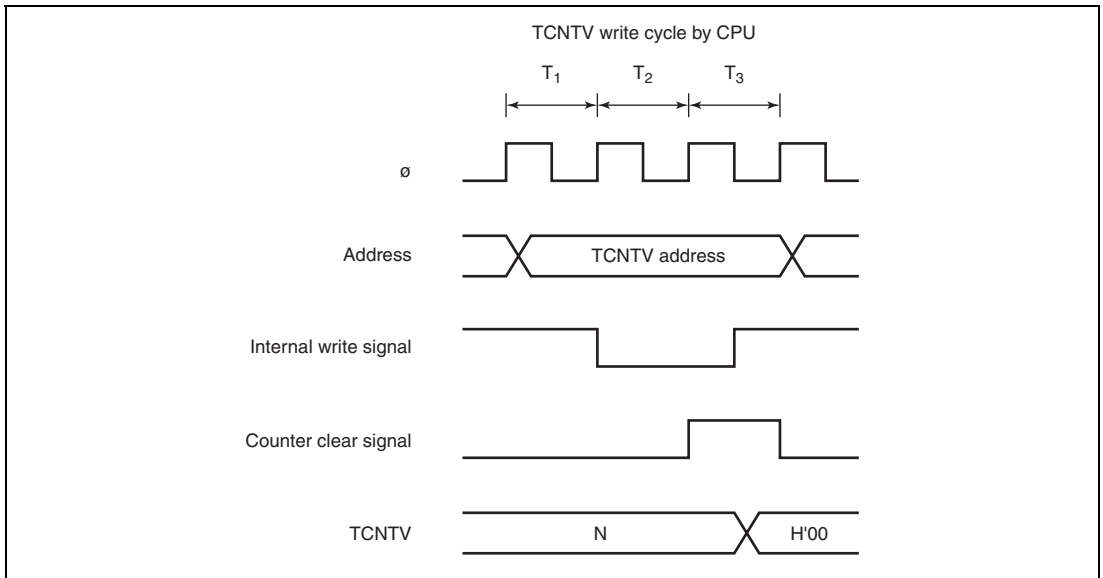 TCNTV write cycle by CPU
T₁ T₂ T₃
ø
Address TCNTV address
Internal write signal
Counter clear signal
TCNTV N H'00